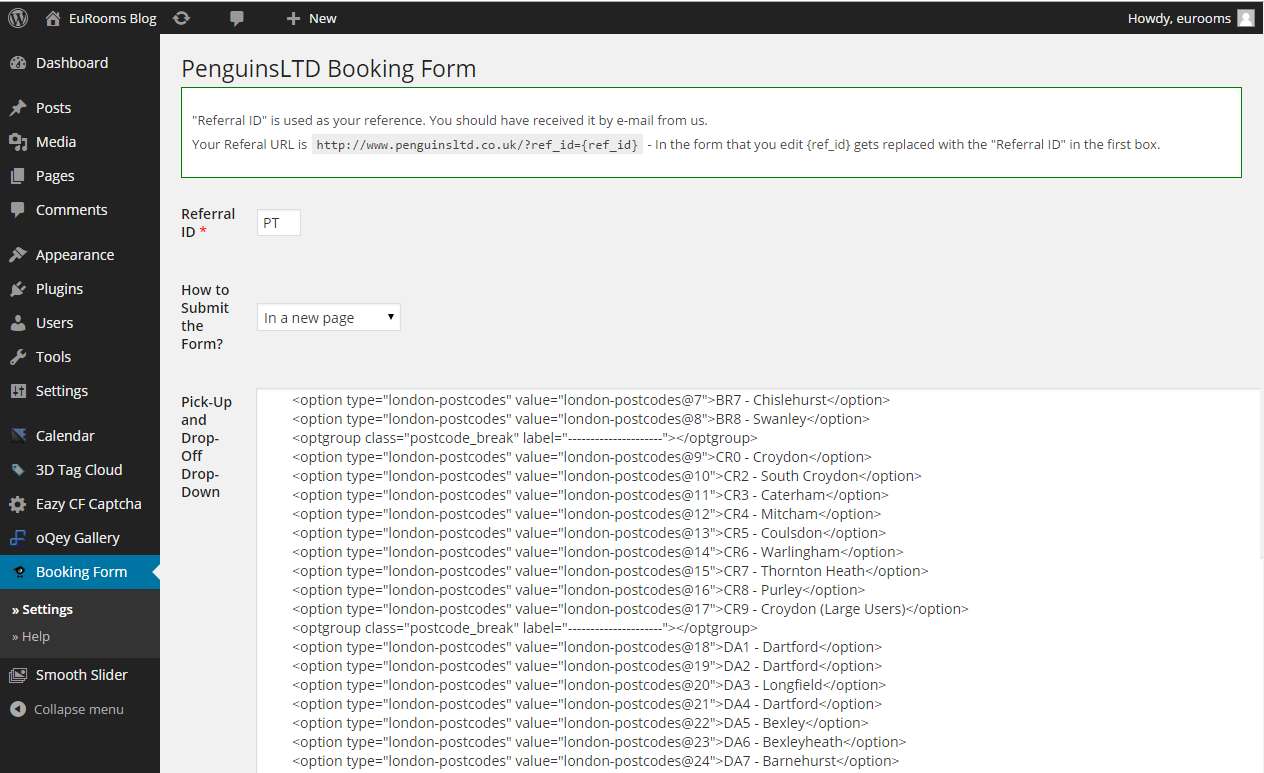 EuRooms Blog
New
Howdy, eurooms
Dashboard
Posts
Media
Pages
Comments
Appearance
Plugins
Users
Tools
Settings
Calendar
3D Tag Cloud
Eazy CF Captcha
oQey Gallery
Booking Form
» Settings
» Help
Smooth Slider
Collapse menu
PenguinsLTD Booking Form
"Referral ID" is used as your reference. You should have received it by e-mail from us.
Your Referal URL is http://www.penguinsltd.co.uk/?ref_id={ref_id} - In the form that you edit {ref_id} gets replaced with the "Referral ID" in the first box.
Referral
ID *
PT
How to
Submit
the
Form?
In a new page
Pick-Up
and
Drop-
Off
Drop-
Down
<option type="london-postcodes" value="london-postcodes@7">BR7 - Chislehurst</option>
<option type="london-postcodes" value="london-postcodes@8">BR8 - Swanley</option>
<optgroup class="postcode_break" label="---------------------"></optgroup>
<option type="london-postcodes" value="london-postcodes@9">CR0 - Croydon</option>
<option type="london-postcodes" value="london-postcodes@10">CR2 - South Croydon</option>
<option type="london-postcodes" value="london-postcodes@11">CR3 - Caterham</option>
<option type="london-postcodes" value="london-postcodes@12">CR4 - Mitcham</option>
<option type="london-postcodes" value="london-postcodes@13">CR5 - Coulsdon</option>
<option type="london-postcodes" value="london-postcodes@14">CR6 - Warlingham</option>
<option type="london-postcodes" value="london-postcodes@15">CR7 - Thornton Heath</option>
<option type="london-postcodes" value="london-postcodes@16">CR8 - Purley</option>
<option type="london-postcodes" value="london-postcodes@17">CR9 - Croydon (Large Users)</option>
<optgroup class="postcode_break" label="---------------------"></optgroup>
<option type="london-postcodes" value="london-postcodes@18">DA1 - Dartford</option>
<option type="london-postcodes" value="london-postcodes@19">DA2 - Dartford</option>
<option type="london-postcodes" value="london-postcodes@20">DA3 - Longfield</option>
<option type="london-postcodes" value="london-postcodes@21">DA4 - Dartford</option>
<option type="london-postcodes" value="london-postcodes@22">DA5 - Bexley</option>
<option type="london-postcodes" value="london-postcodes@23">DA6 - Bexleyheath</option>
<option type="london-postcodes" value="london-postcodes@24">DA7 - Barnehurst</option>